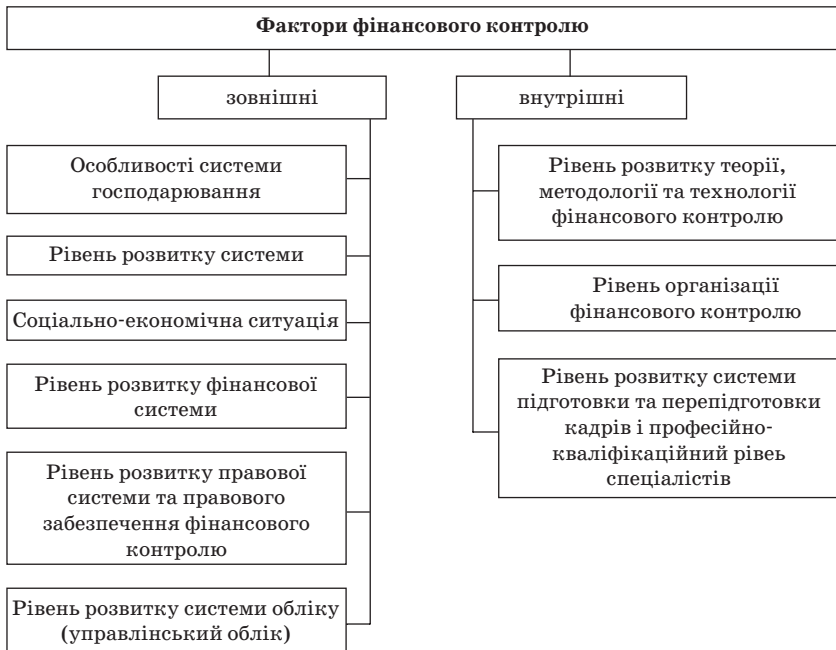 Фактори фінансового контролю
зовнішні
Особливості системи
господарювання
Рівень розвитку системи
Соціально-економічна ситуація
Рівень розвитку фінансової
системи
Рівень розвитку правової
системи та правового
забезпечення фінансового
контролю
Рівень розвитку системи обліку
(управлінський облік)
внутрішні
Рівень розвитку теорії,
методології та технології
фінансового контролю
Рівень організації
фінансового контролю
Рівень розвитку системи
підготовки та перепідготовки
кадрів і професійно-
кваліфікаційний рівеь
спеціалістів